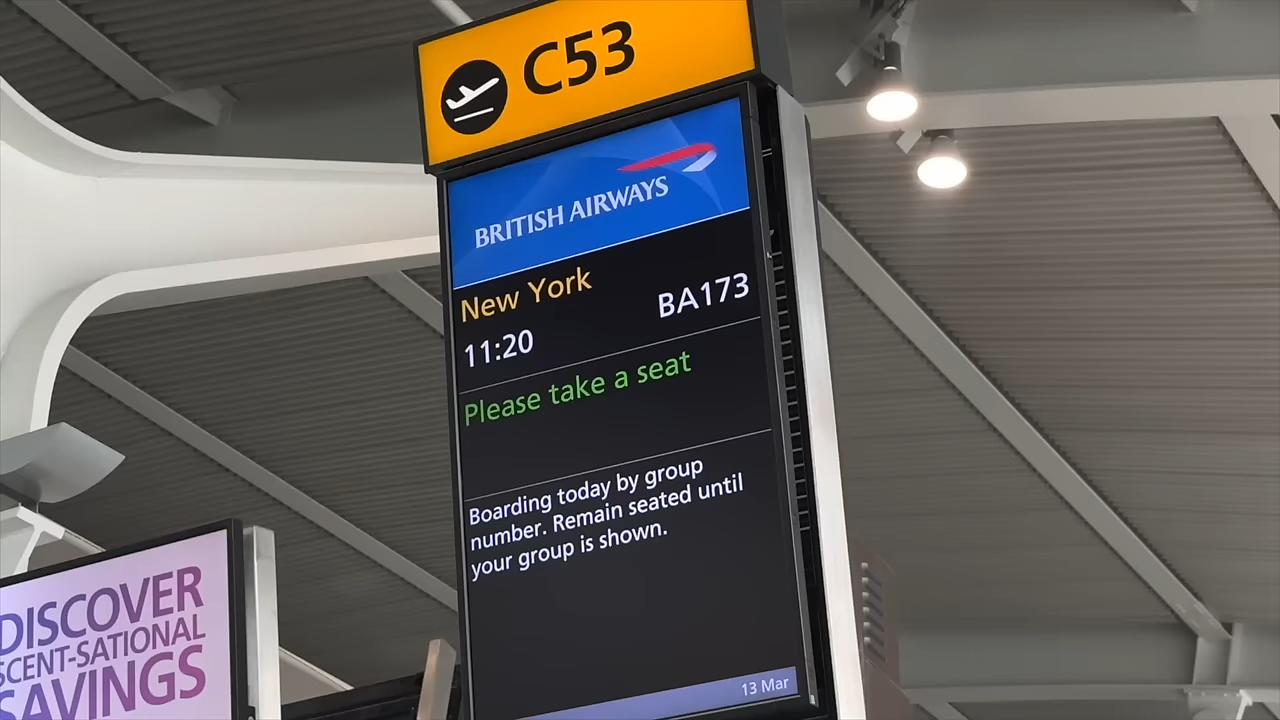 C53
BRITISH AIRWAYS
New York
11:20 BA173
Please take a seat
Boarding today by group
number. Remain seated until
your group is shown.
13 Mar
DISCOVER
SCENT-SATIONAL
SAVINGS